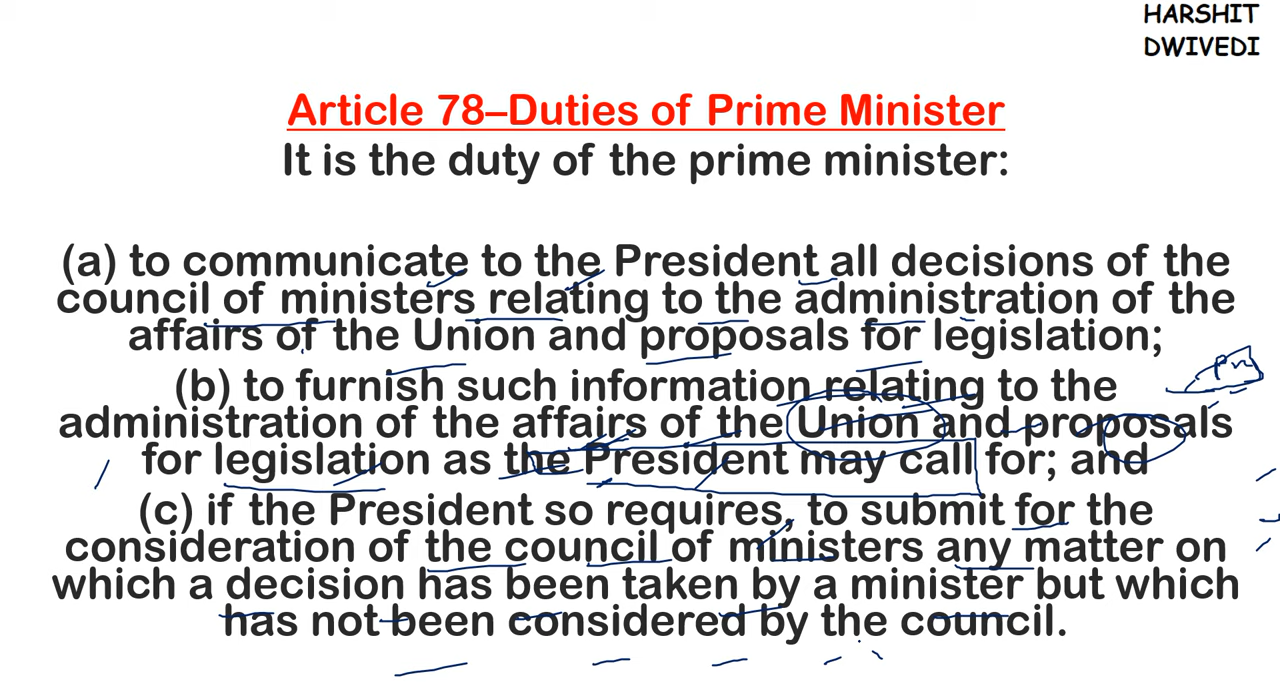 HARSHIT
DWIVEDI
Article 78–Duties of Prime Minister
It is the duty of the prime minister:
(a) to communicate to the President all decisions of the
council of ministers relating to the administration of the
affairs of the Union and proposals for legislation;
(b) to furnish such information relating to the
administration of the affairs of the Union and proposals
for legislation as the President may call for; and
(c) if the President so requires, to submit for the
consideration of the council of ministers any matter on
which a decision has been taken by a minister but which
has not been considered by the council.